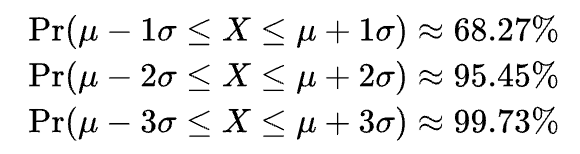 Pr(μ − 1σ ≤ X ≤ μ + 1σ) ≈ 68.27%
Pr(μ − 2σ ≤ X ≤ μ + 2σ) ≈ 95.45%
Pr(μ − 3σ ≤ X ≤ μ + 3σ) ≈ 99.73%